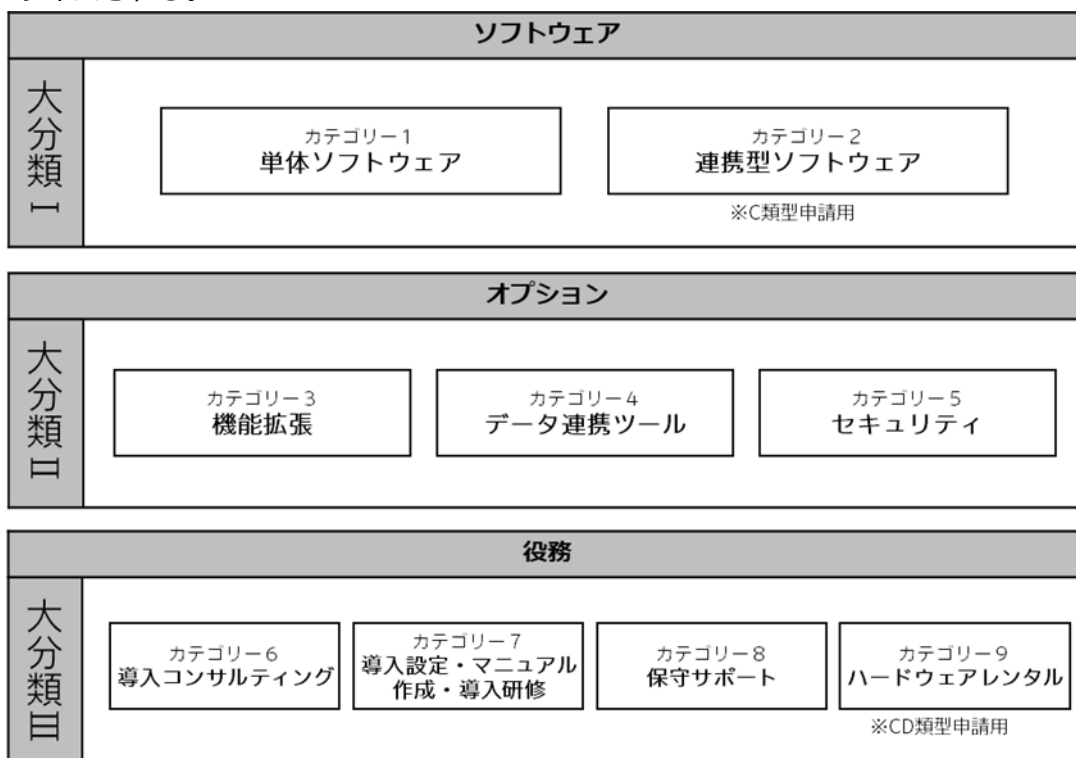 ソフトウェア
大分類Ⅰ
カテゴリー1
単体ソフトウェア
カテゴリー2
連携型ソフトウェア
※C類型申請用
オプション
大分類Ⅱ
カテゴリー3
機能拡張
カテゴリー4
データ連携ツール
カテゴリー5
セキュリティ
役務
大分類Ⅲ
カテゴリー6
導入コンサルティング
カテゴリー7
導入設定・マニュアル
作成・導入研修
カテゴリー8
保守サポート
カテゴリー9
ハードウェアレンタル
※CD類型申請用